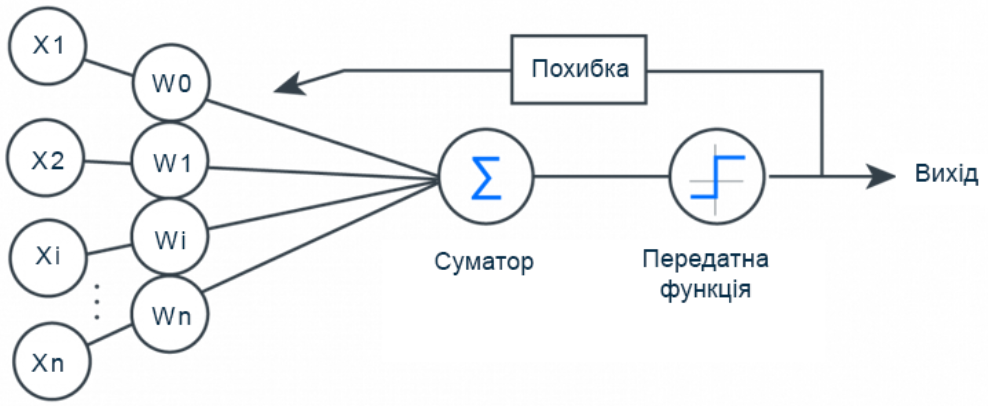 X1
W0
Похибка
X2
W1
Σ
Вихід
Wi
Xi
Суматор
Передатна
функція
Wn
Xn